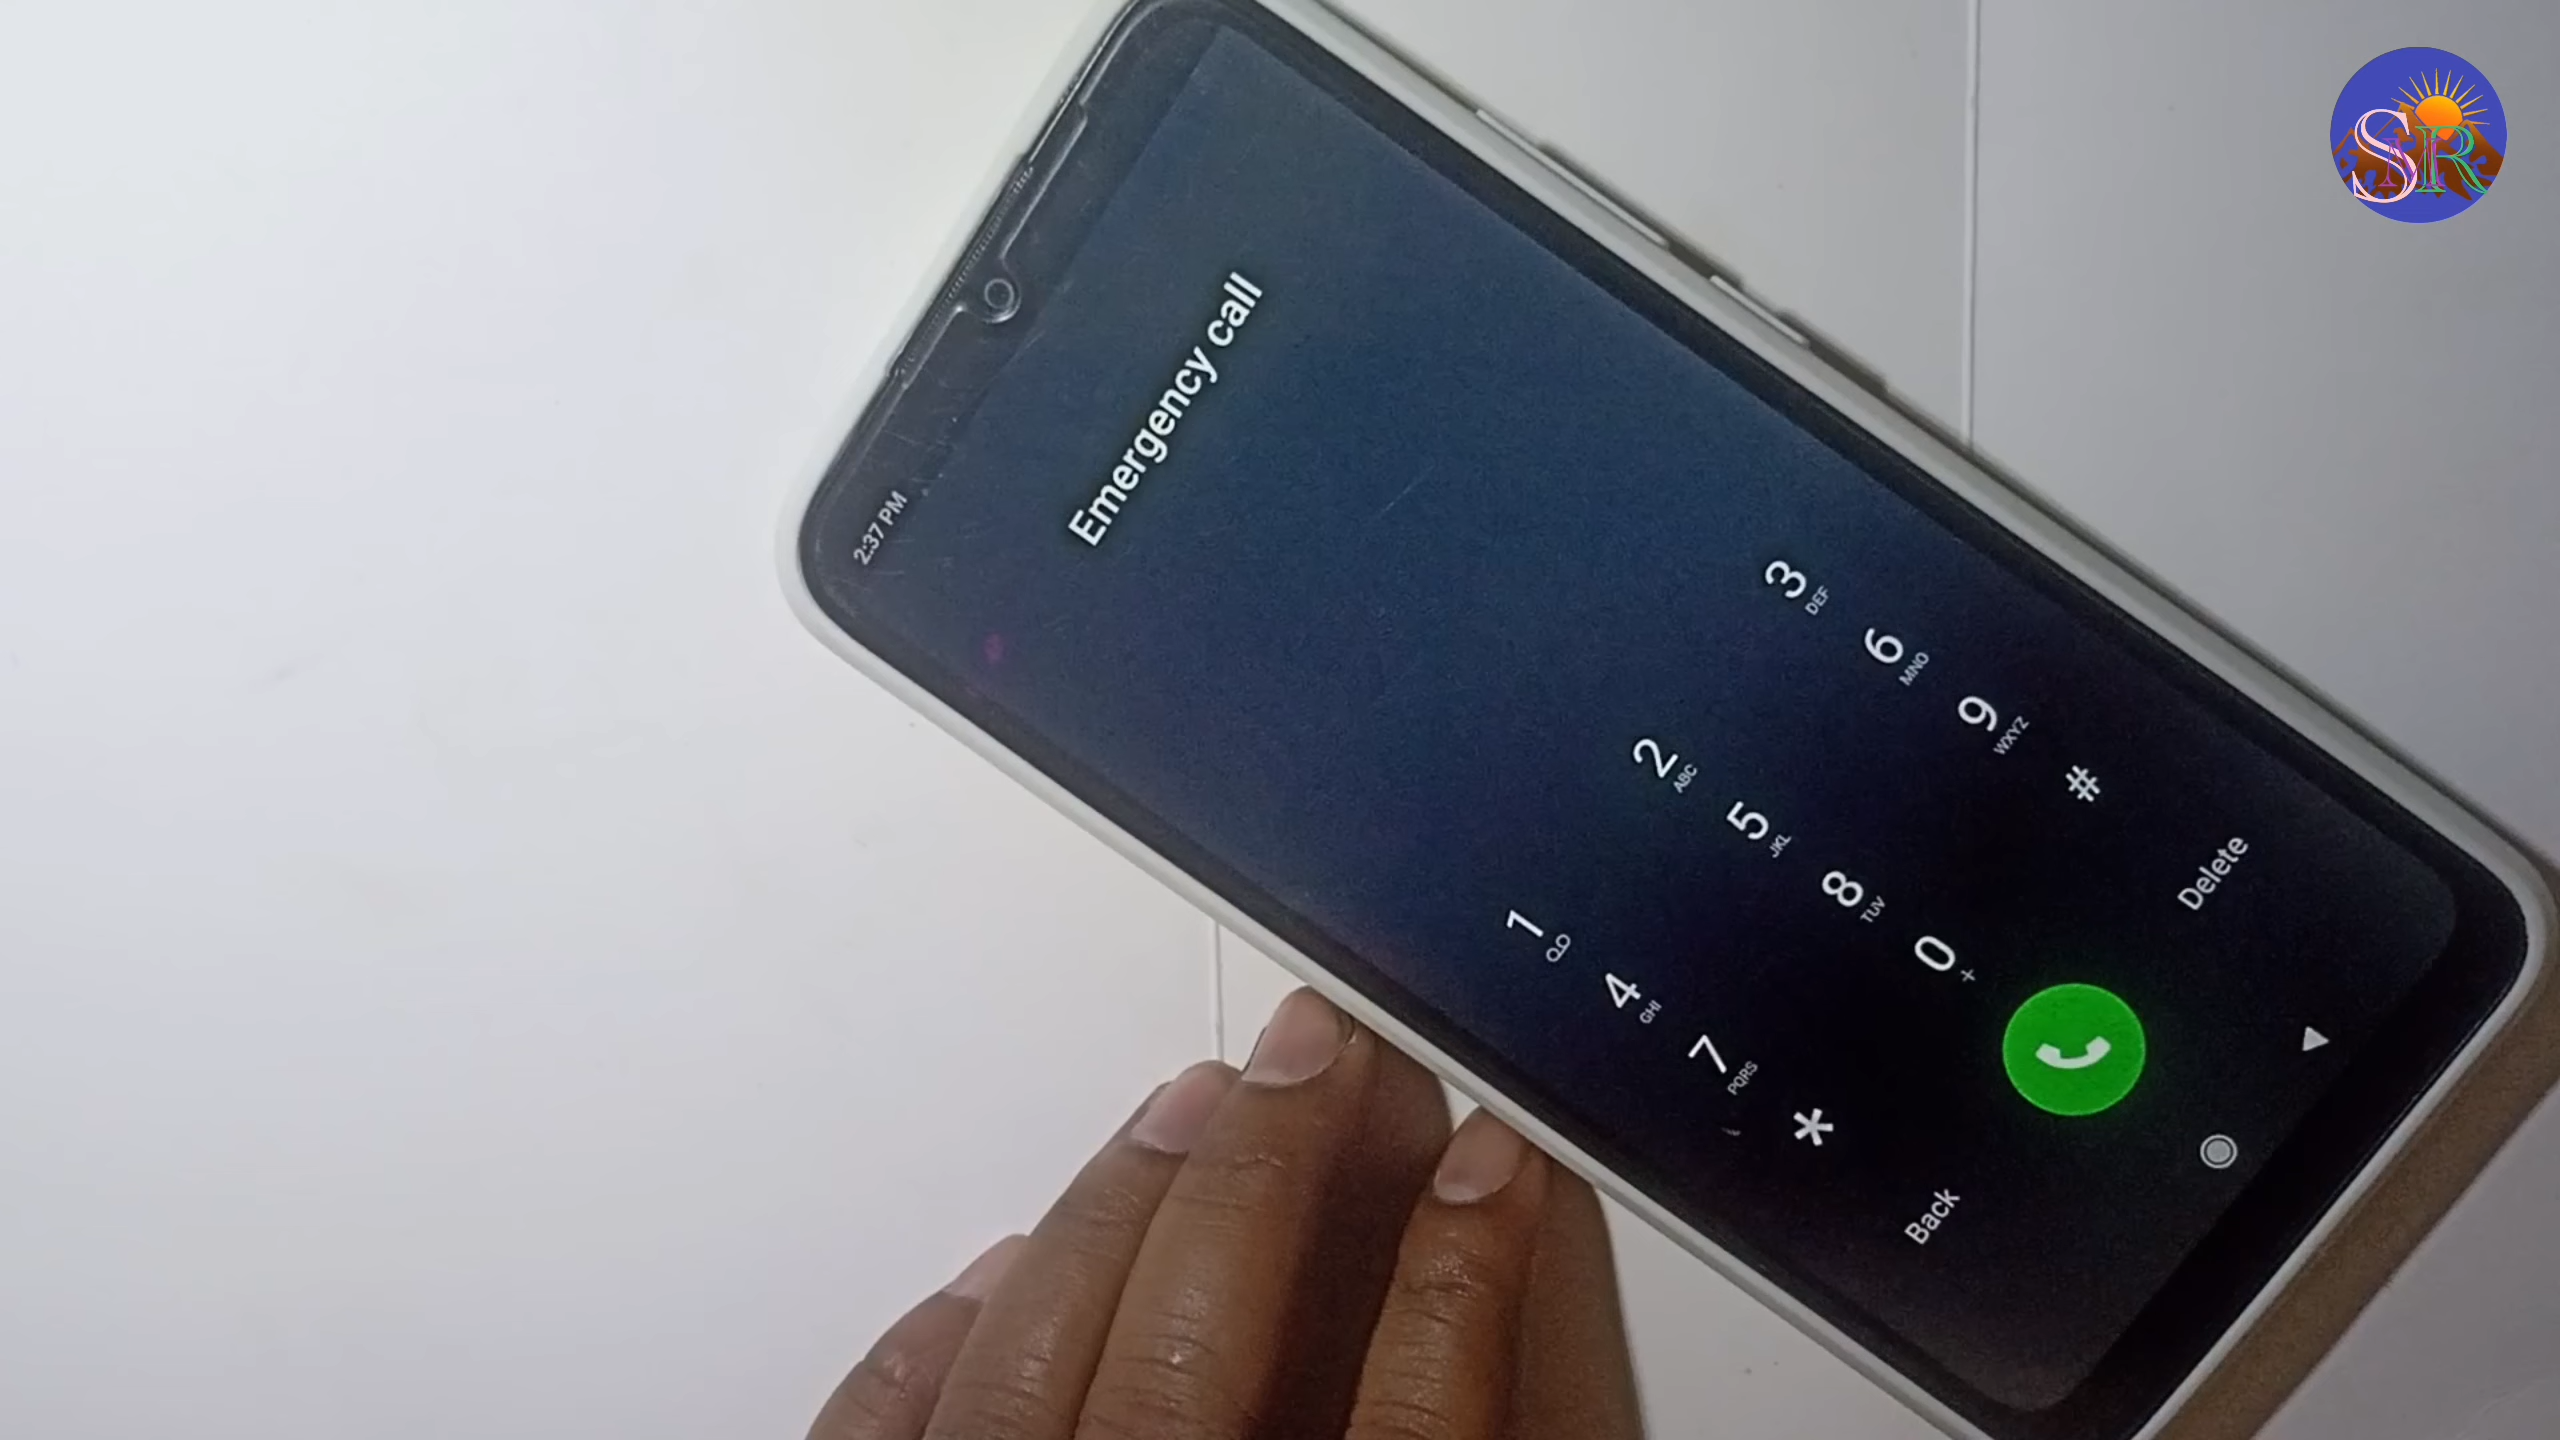 2:37 PM
Emergency call
1 2 ABC 3 DEF
4 GHI 5 JKL 6 MNO
7 PQRS 8 TUV 9 WXYZ
* 0 + #
Back Delete
SMR